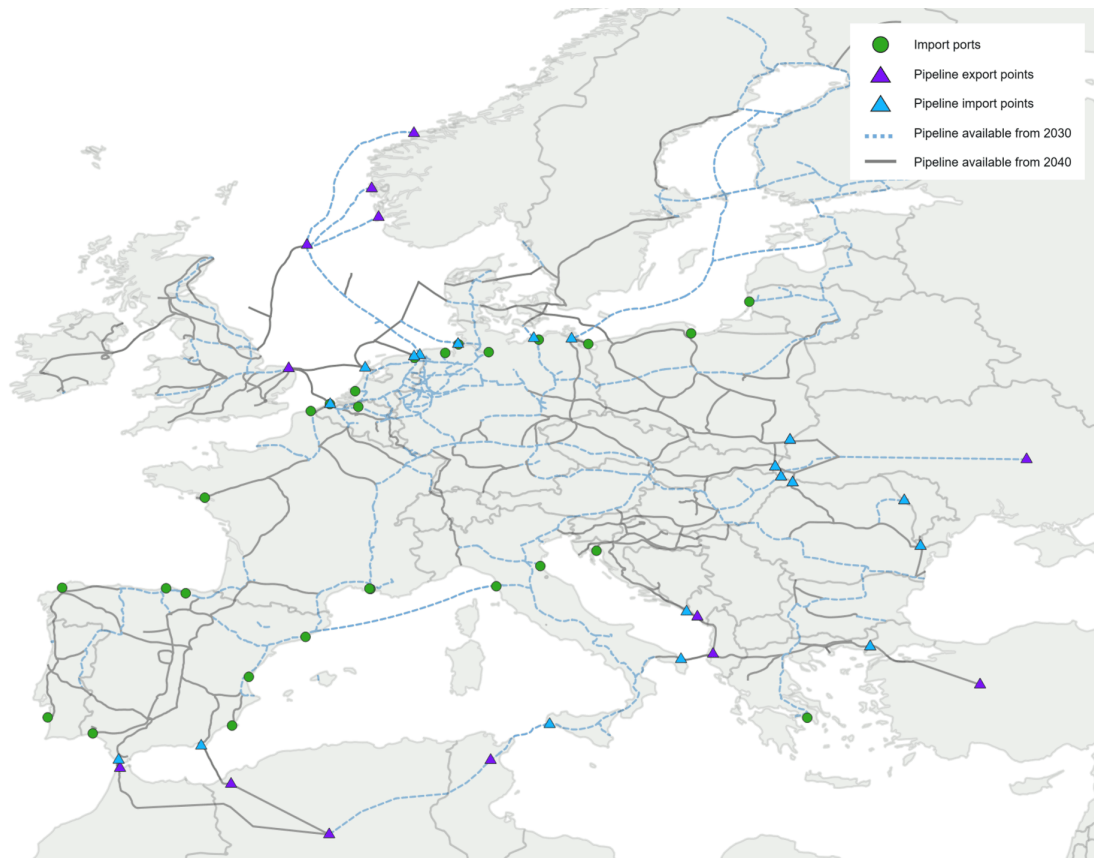 Import ports
Pipeline export points
Pipeline import points
Pipeline available from 2030
Pipeline available from 2040